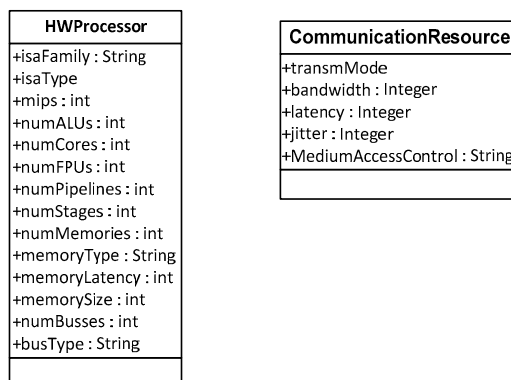 HWProcessor
+isaFamily : String
+isaType
+mips : int
+numALUs : int
+numCores : int
+numFPUs : int
+numPipelines : int
+numStages : int
+numMemories : int
+memoryType : String
+memoryLatency : int
+memorySize : int
+numBusses : int
+busType : String
CommunicationResource
+transmMode
+bandwidth : Integer
+latency : Integer
+jitter : Integer
+MediumAccessControl : String